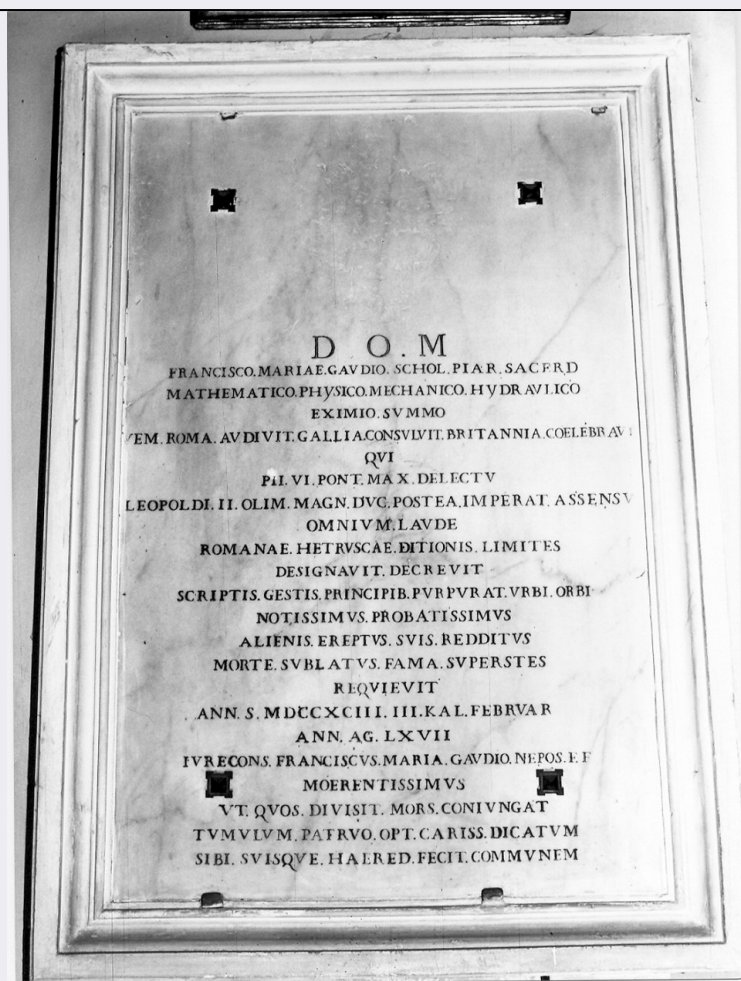 D O . M
FRANCISCO. MARIAE. GAVDIO. SCHOL. PIAR. SACERD
MATHEMATICO. PHYSICO. MECHANICO. HYDRAVLICO
EXIMIO. SVMMO
ROMA. AVDIVIT. GALLIA. CONSVLVIT. BRITANNIA. COELEBRAVI
QVI
PII. VI. PONT. MAX. DELECTV
LEOPOLDI. II. OLIM. MAGN. DVC. POSTEA. IMPERAT. ASSENSV
OMNIVM. LAVDE
ROMANAE. HETRVSCAE. DITIONIS. LIMITES
DESIGNAVIT. DECREVIT
SCRIPTIS. GESTIS. PRINCIPIB. PVRPVRAT. VRBI. ORBI
NOTISSIMVS. PROBATISSIMVS
ALIENIS. EREPTVS. SVIS. REDDITVS
MORTE. SVBLATVS. FAMA. SVPERSTES
REQVIEVIT
ANN. S. MDCCXCIII. III. KAL. FEBRVAR
ANN. AG. LXVII
IVRECONS. FRANCISCVS. MARIA. GAVDIO. NEPOS.
MOERENTISSIMVS
VT. QVOS. DIVISIT. MORS. CONIVNGAT
TVMVLVM. PATRVO. OPT. CARISS. DICATVM
SIBI. SVISQVE. HAERED. FECIT. COMMVNEM